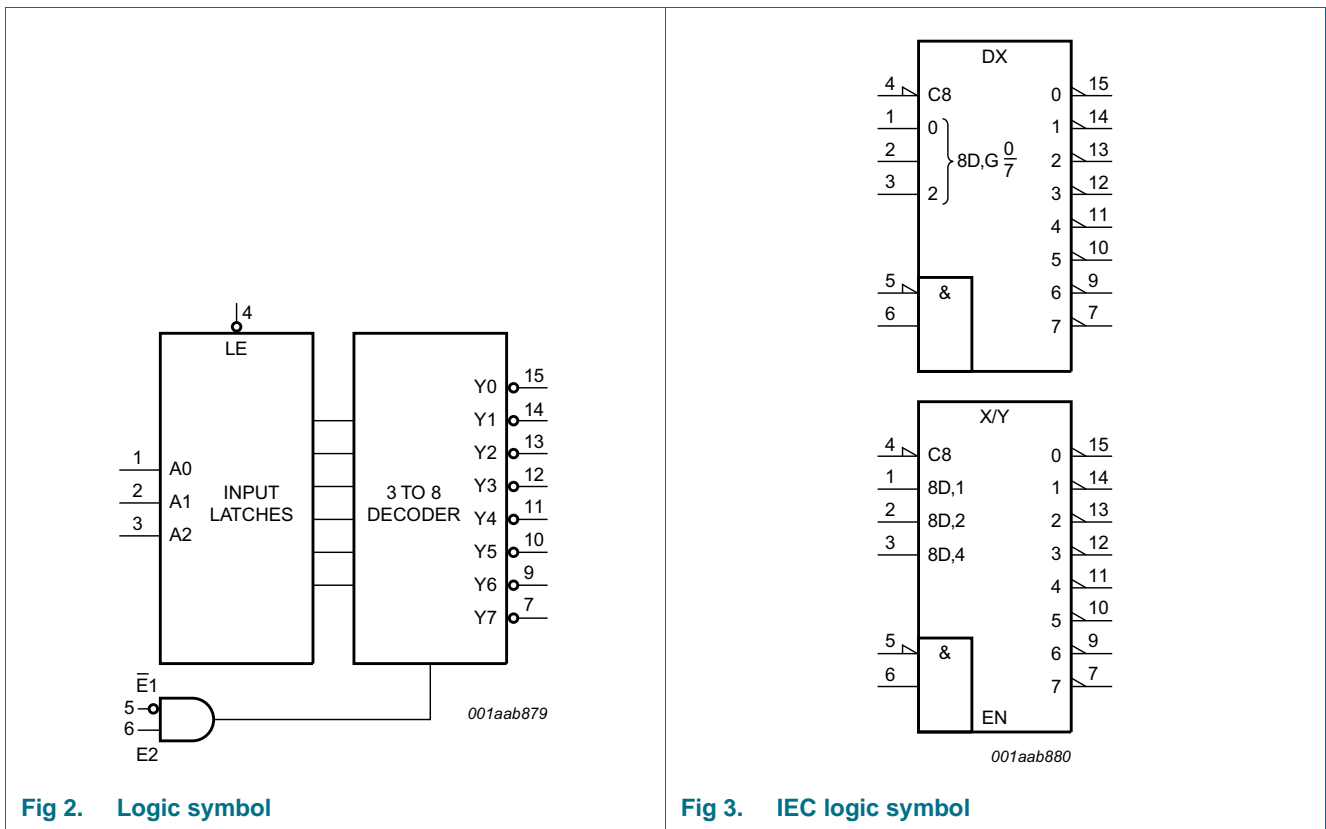 4
LE
1 A0
2 A1
3 A2
INPUT
LATCHES
3 TO 8
DECODER
Y0 15
Y1 14
Y2 13
Y3 12
Y4 11
Y5 10
Y6 9
Y7 7
E̅1
5
6
E2
001aab879
Fig 2. Logic symbol
DX
4 C8
1 0
2
3 2
8D,G 0/7
5 &
6
0 15
1 14
2 13
3 12
4 11
5 10
6 9
7 7
X/Y
4 C8
1 8D,1
2 8D,2
3 8D,4
5 &
6
EN
0 15
1 14
2 13
3 12
4 11
5 10
6 9
7 7
001aab880
Fig 3. IEC logic symbol